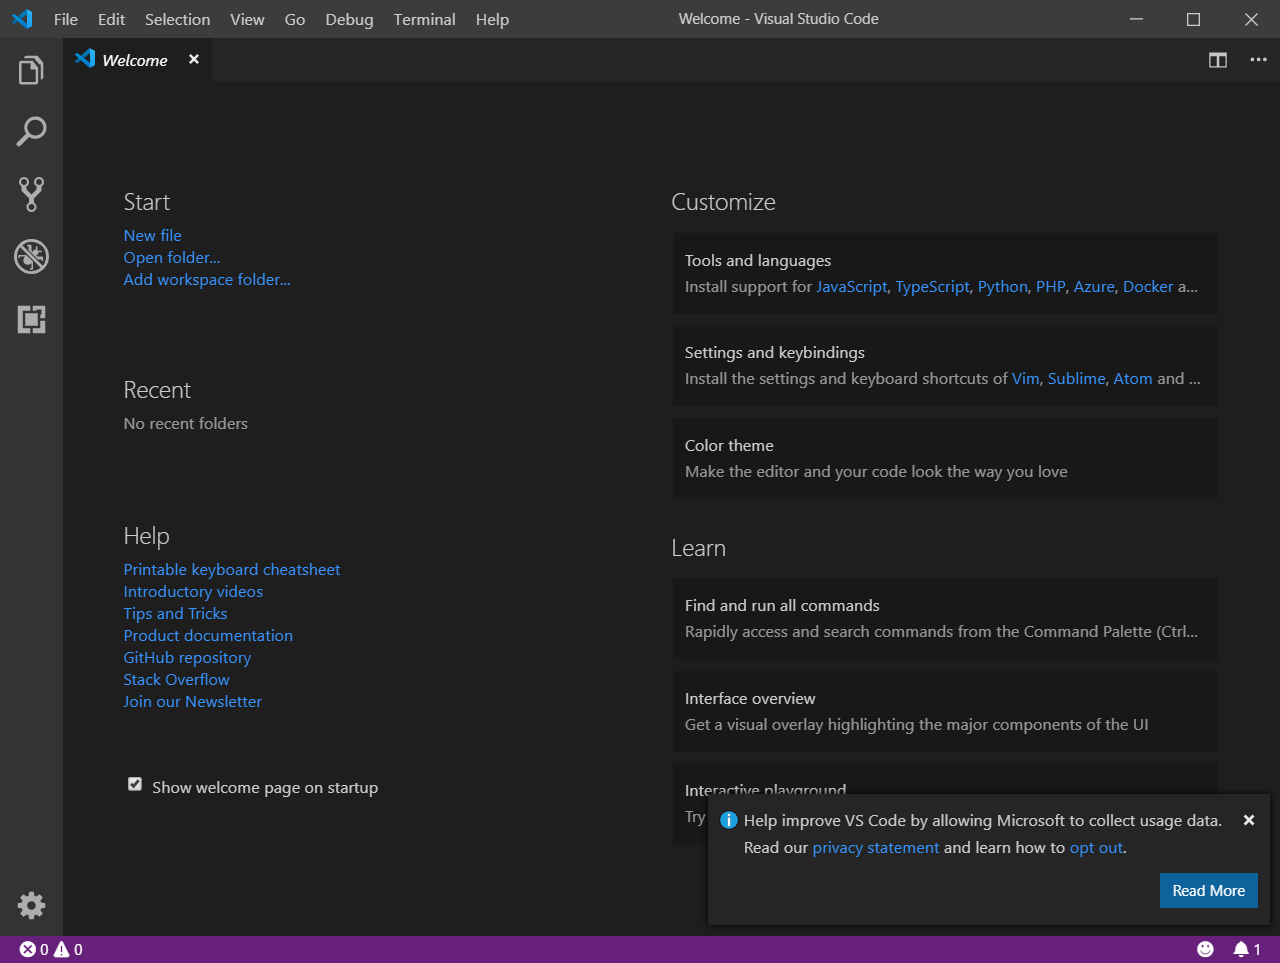 File Edit Selection View Go Debug Terminal Help Welcome - Visual Studio Code
Welcome
Start
New file
Open folder...
Add workspace folder...
Recent
No recent folders
Help
Printable keyboard cheatsheet
Introductory videos
Tips and Tricks
Product documentation
GitHub repository
Stack Overflow
Join our Newsletter
Show welcome page on startup
Customize
Tools and languages
Install support for JavaScript, TypeScript, Python, PHP, Azure, Docker a...
Settings and keybindings
Install the settings and keyboard shortcuts of Vim, Sublime, Atom and ...
Color theme
Make the editor and your code look the way you love
Learn
Find and run all commands
Rapidly access and search commands from the Command Palette (Ctrl...
Interface overview
Get a visual overlay highlighting the major components of the UI
Interactive playground
Try
Help improve VS Code by allowing Microsoft to collect usage data.
Read our privacy statement and learn how to opt out.
Read More
0 0 1